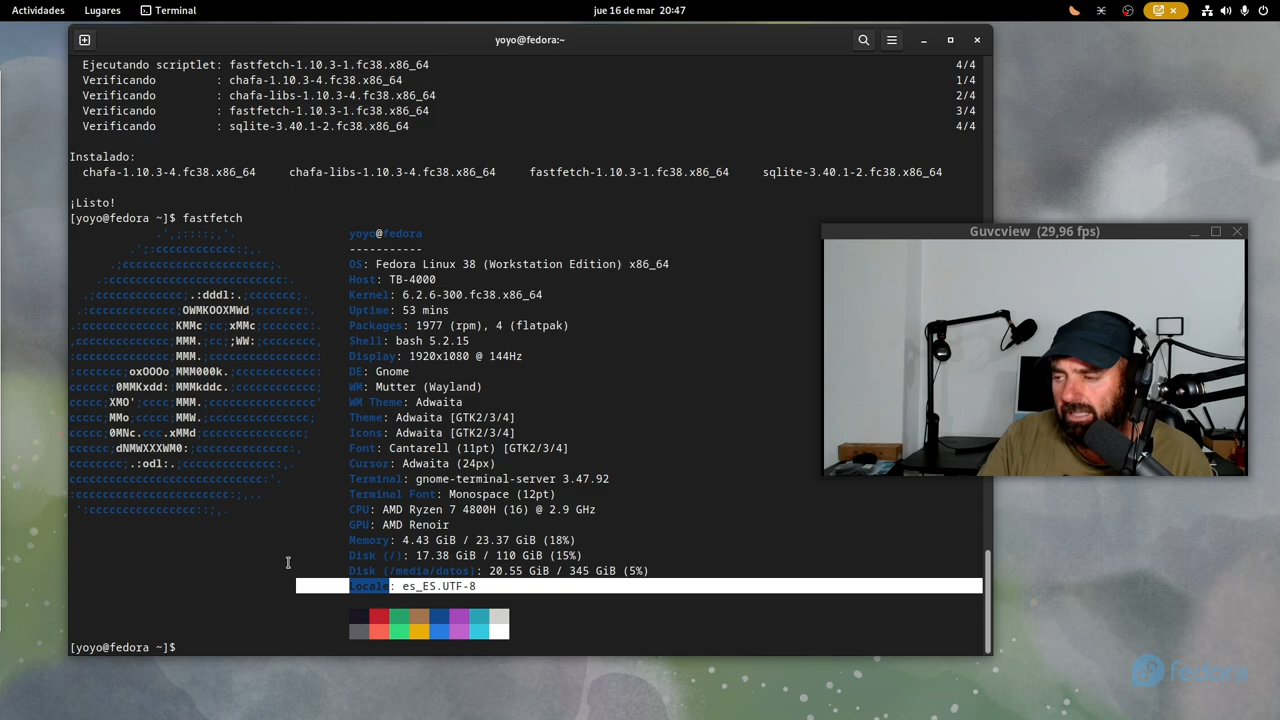 Actividades Lugares Terminal jue 16 de mar 20:47
yoyo@fedora:~
Ejecutando scriptlet: fastfetch-1.10.3-1.fc38.x86_64 4/4
Verificando : chafa-1.10.3-4.fc38.x86_64 1/4
Verificando : chafa-libs-1.10.3-4.fc38.x86_64 2/4
Verificando : fastfetch-1.10.3-1.fc38.x86_64 3/4
Verificando : sqlite-3.40.1-2.fc38.x86_64 4/4
Instalado:
chafa-1.10.3-4.fc38.x86_64 chafa-libs-1.10.3-4.fc38.x86_64 fastfetch-1.10.3-1.fc38.x86_64 sqlite-3.40.1-2.fc38.x86_64
¡Listo!
[yoyo@fedora ~]$ fastfetch
yoyo@fedora
-----------
OS: Fedora Linux 38 (Workstation Edition) x86_64
Host: TB-4000
Kernel: 6.2.6-300.fc38.x86_64
Uptime: 53 mins
Packages: 1977 (rpm), 4 (flatpak)
Shell: bash 5.2.15
Display: 1920x1080 @ 144Hz
DE: Gnome
WM: Mutter (Wayland)
WM Theme: Adwaita
Theme: Adwaita [GTK2/3/4]
Icons: Adwaita [GTK2/3/4]
Font: Cantarell (11pt) [GTK2/3/4]
Cursor: Adwaita (24px)
Terminal: gnome-terminal-server 3.47.92
Terminal Font: Monospace (12pt)
CPU: AMD Ryzen 7 4800H (16) @ 2.9 GHz
GPU: AMD Renoir
Memory: 4.43 GiB / 23.37 GiB (18%)
Disk (/): 17.38 GiB / 110 GiB (15%)
Disk (/media/datos): 20.55 GiB / 345 GiB (5%)
Locale: es_ES.UTF-8
[yoyo@fedora ~]$
Guvcview (29,96 fps)
fedora